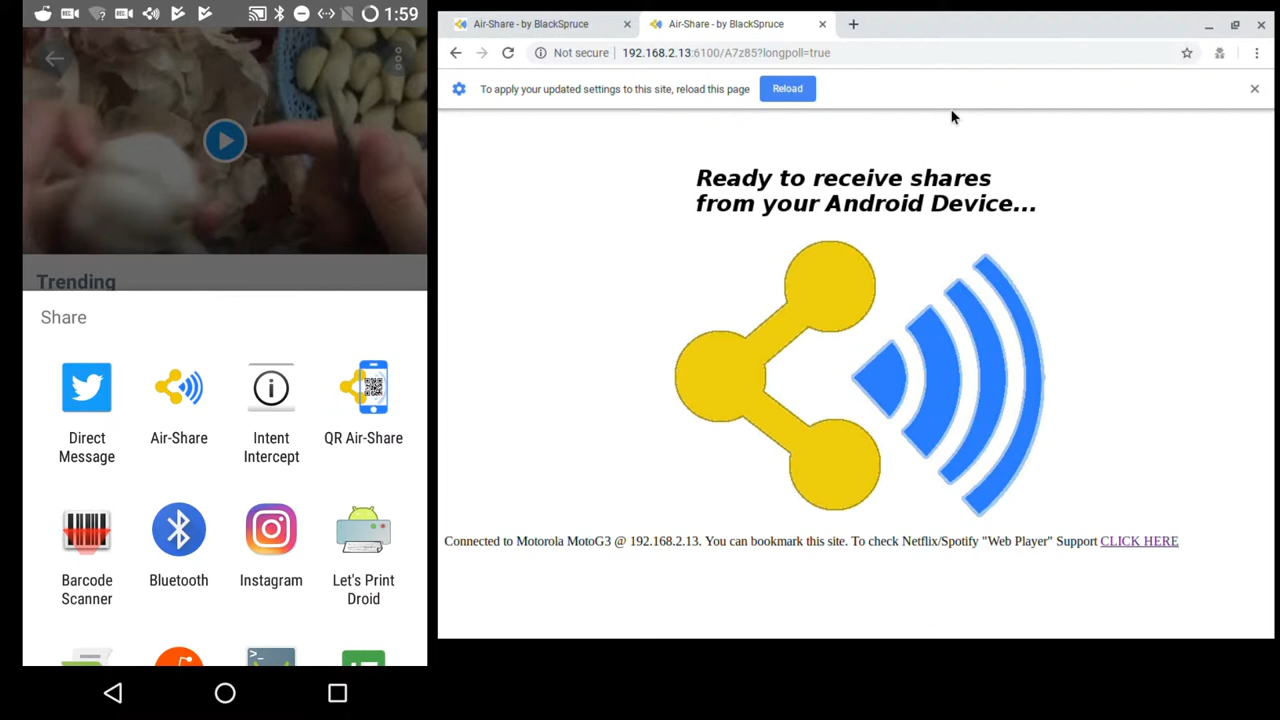 1:59
Trending
Share
Direct
Message
Air-Share
Intent
Intercept
QR Air-Share
Barcode
Scanner
Bluetooth
Instagram
Let's Print
Droid
Air-Share - by BlackSpruce
Air-Share - by BlackSpruce
Not secure
192.168.2.13:6100/A7z85?longpoll=true
To apply your updated settings to this site, reload this page
Reload
Ready to receive shares
from your Android Device...
Connected to Motorola MotoG3 @ 192.168.2.13. You can bookmark this site. To check Netflix/Spotify "Web Player" Support CLICK HERE